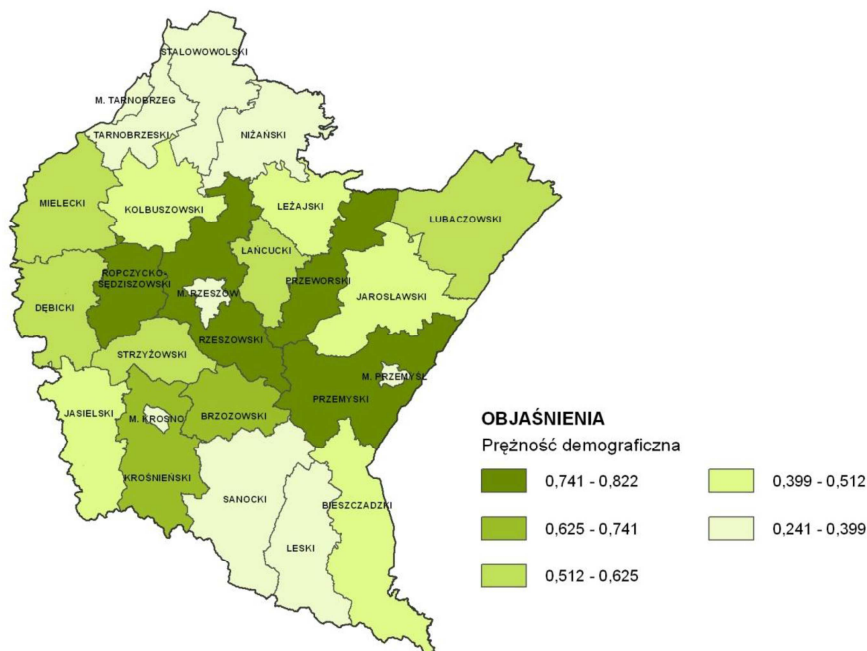 STALOWOWOLSKI
M. TARNOBRZEG
TARNOBRZESKI
NIŻAŃSKI
MIELECKI
KOLBUSZOWSKI
LEŻAJSKI
LUBACZOWSKI
ŁAŃCUCKI
ROPCZYCKO-
SĘDZISZOWSKI
PRZEWORSKI
M. RZESZÓW
JAROSŁAWSKI
DĘBICKI
RZESZOWSKI
STRZYŻOWSKI
M. PRZEMYŚL
PRZEMYSKI
JASIELSKI
M. KROSNO
BRZOZOWSKI
KROŚNIEŃSKI
SANOCKI
BIESZCZADZKI
LESKI
OBJAŚNIENIA
Prężność demograficzna
0,741 - 0,822
0,625 - 0,741
0,512 - 0,625
0,399 - 0,512
0,241 - 0,399